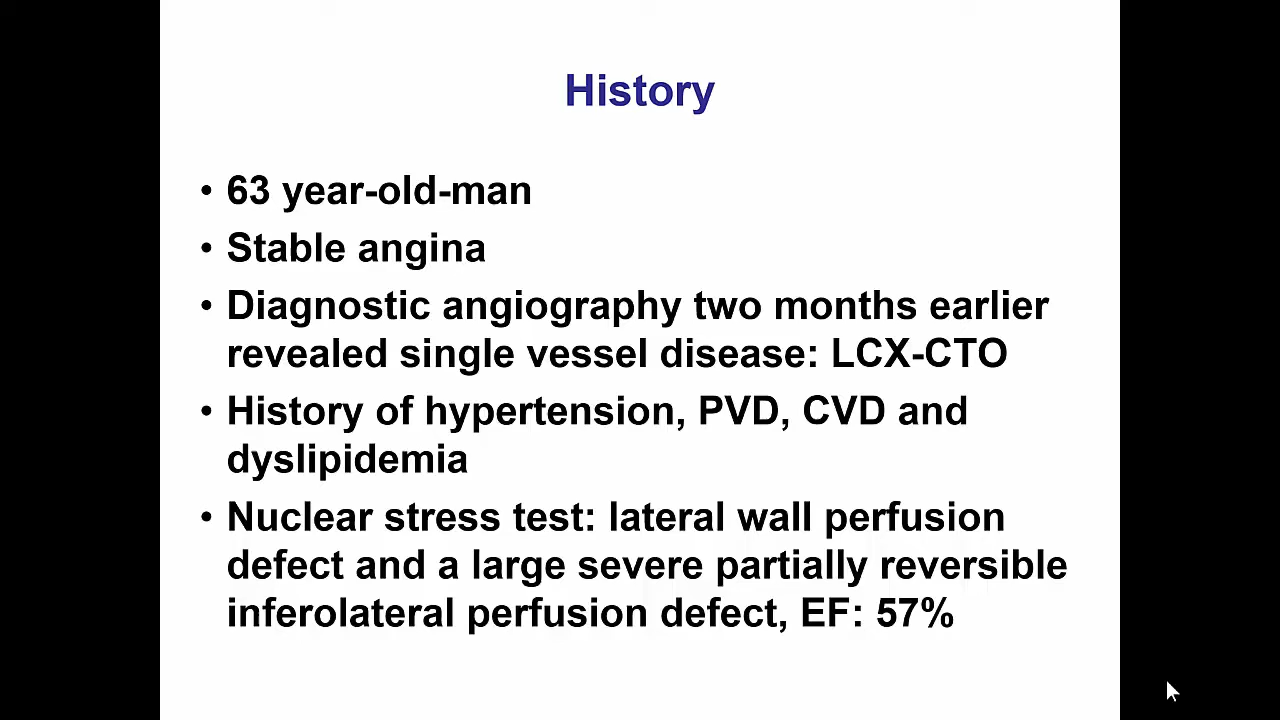 History
• 63 year-old-man
• Stable angina
• Diagnostic angiography two months earlier
revealed single vessel disease: LCX-CTO
• History of hypertension, PVD, CVD and
dyslipidemia
• Nuclear stress test: lateral wall perfusion
defect and a large severe partially reversible
inferolateral perfusion defect, EF: 57%